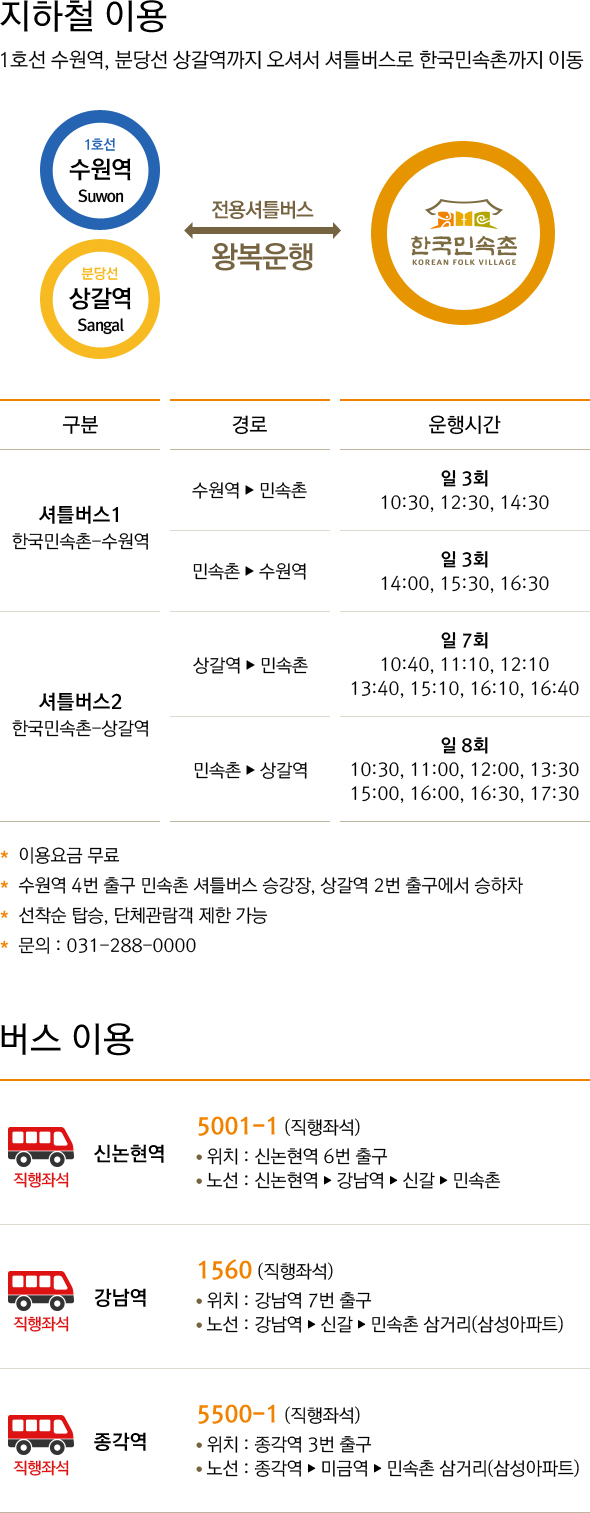 지하철 이용
1호선 수원역, 분당선 상갈역까지 오셔서 셔틀버스로 한국민속촌까지 이동
1호선
수원역
Suwon
분당선
상갈역
Sangal
전용셔틀버스
왕복운행
한국민속촌
KOREAN FOLK VILLAGE
구분 경로 운행시간
셔틀버스1
한국민속촌-수원역
수원역 ▶ 민속촌
일 3회
10:30, 12:30, 14:30
민속촌 ▶ 수원역
일 3회
14:00, 15:30, 16:30
셔틀버스2
한국민속촌-상갈역
상갈역 ▶ 민속촌
일 7회
10:40, 11:10, 12:10
13:40, 15:10, 16:10, 16:40
민속촌 ▶ 상갈역
일 8회
10:30, 11:00, 12:00, 13:30
15:00, 16:00, 16:30, 17:30
* 이용요금 무료
* 수원역 4번 출구 민속촌 셔틀버스 승강장, 상갈역 2번 출구에서 승하차
* 선착순 탑승, 단체관람객 제한 가능
* 문의 : 031-288-0000
버스 이용
직행좌석
신논현역
5001-1 (직행좌석)
• 위치 : 신논현역 6번 출구
• 노선 : 신논현역 ▶ 강남역 ▶ 신갈 ▶ 민속촌
직행좌석
강남역
1560 (직행좌석)
• 위치 : 강남역 7번 출구
• 노선 : 강남역 ▶ 신갈 ▶ 민속촌 삼거리(삼성아파트)
직행좌석
종각역
5500-1 (직행좌석)
• 위치 : 종각역 3번 출구
• 노선 : 종각역 ▶ 미금역 ▶ 민속촌 삼거리(삼성아파트)